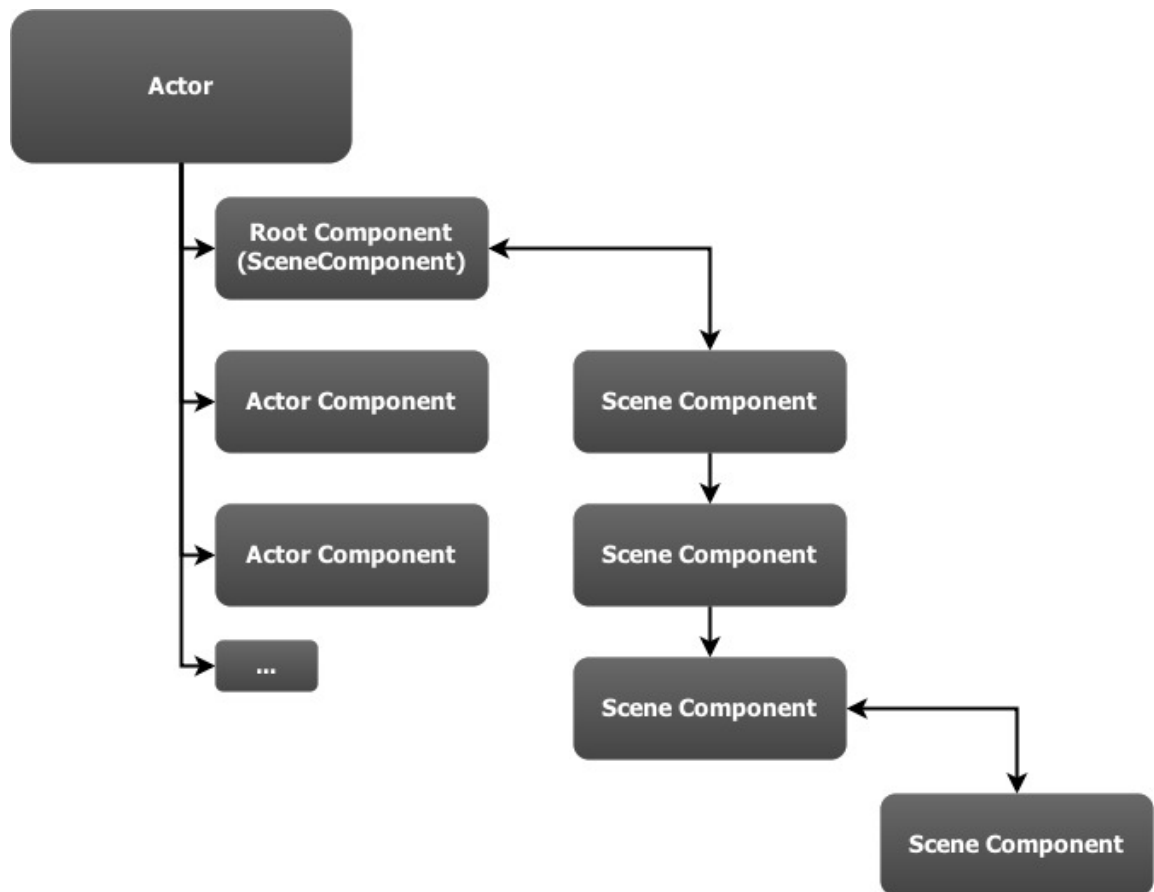 Actor
Root Component
(SceneComponent)
Actor Component
Scene Component
Actor Component
Scene Component
...
Scene Component
Scene Component